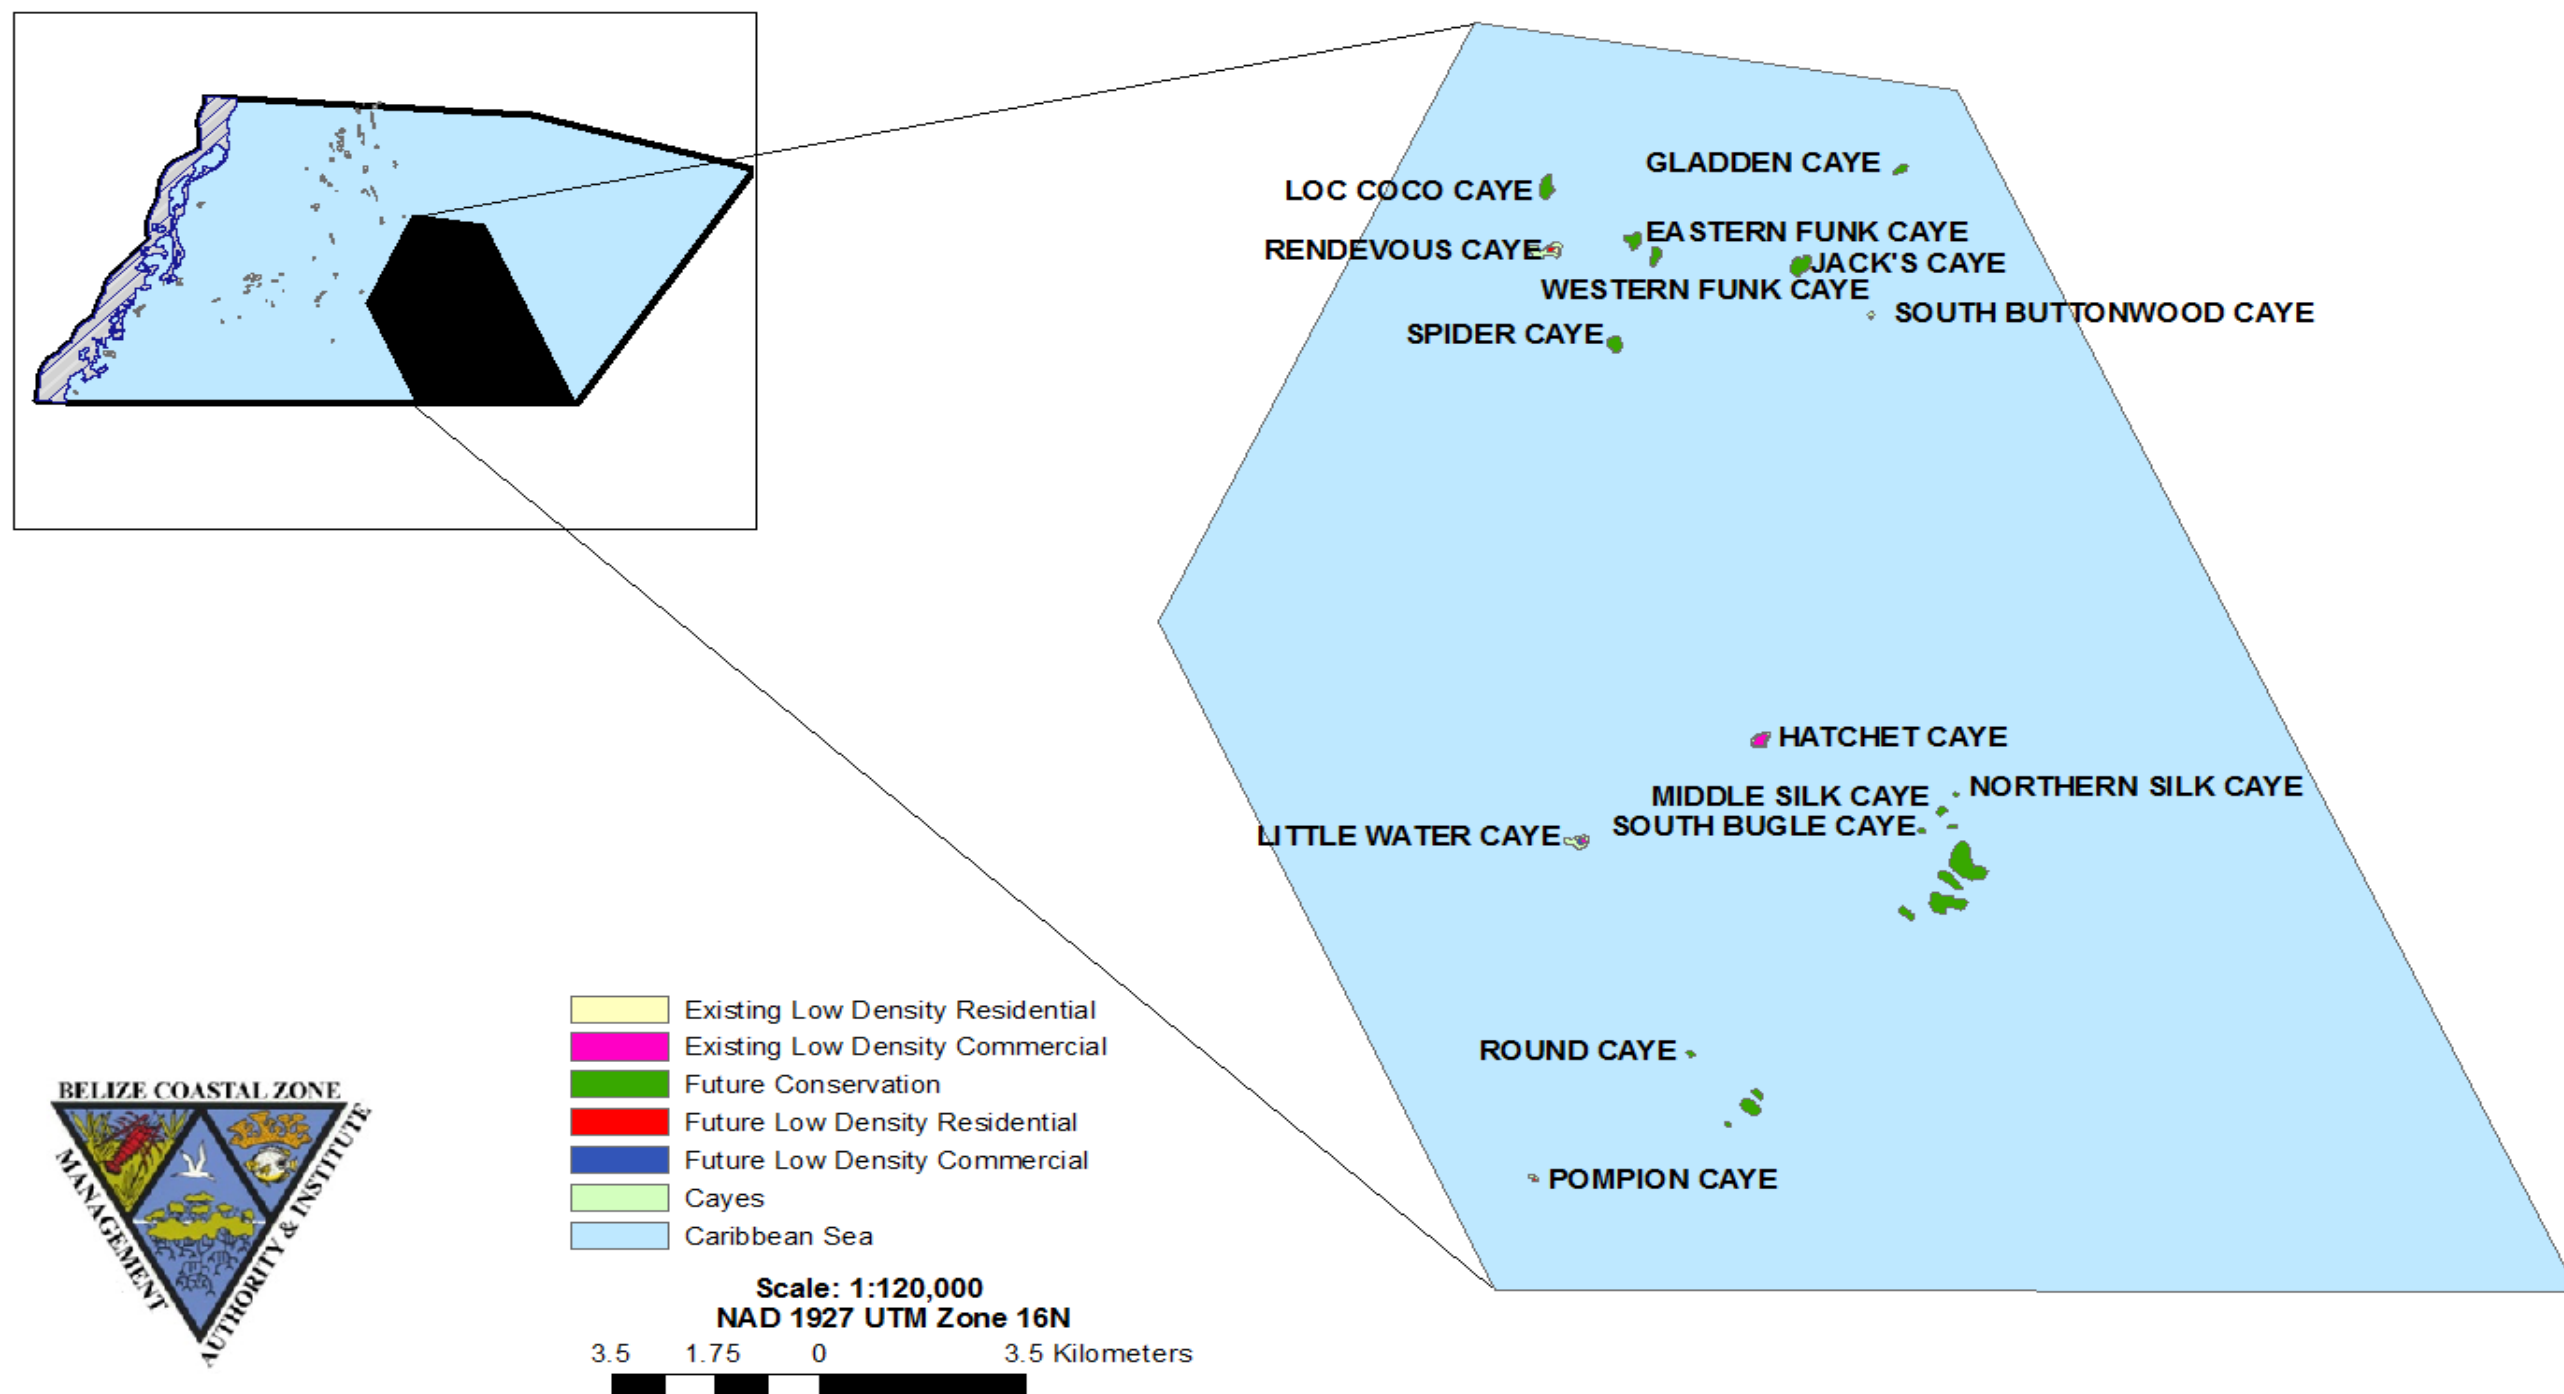 GLADDEN CAYE
LOC COCO CAYE
EASTERN FUNK CAYE
RENDEVOUS CAYE
JACK'S CAYE
WESTERN FUNK CAYE
SOUTH BUTTONWOOD CAYE
SPIDER CAYE
HATCHET CAYE
NORTHERN SILK CAYE
MIDDLE SILK CAYE
SOUTH BUGLE CAYE
LITTLE WATER CAYE
ROUND CAYE
POMPION CAYE
Existing Low Density Residential
Existing Low Density Commercial
Future Conservation
Future Low Density Residential
Future Low Density Commercial
Cayes
Caribbean Sea
Scale: 1:120,000
NAD 1927 UTM Zone 16N
3.5 1.75 0 3.5 Kilometers
BELIZE COASTAL ZONE
MANAGEMENT
AUTHORITY & INSTITUTE